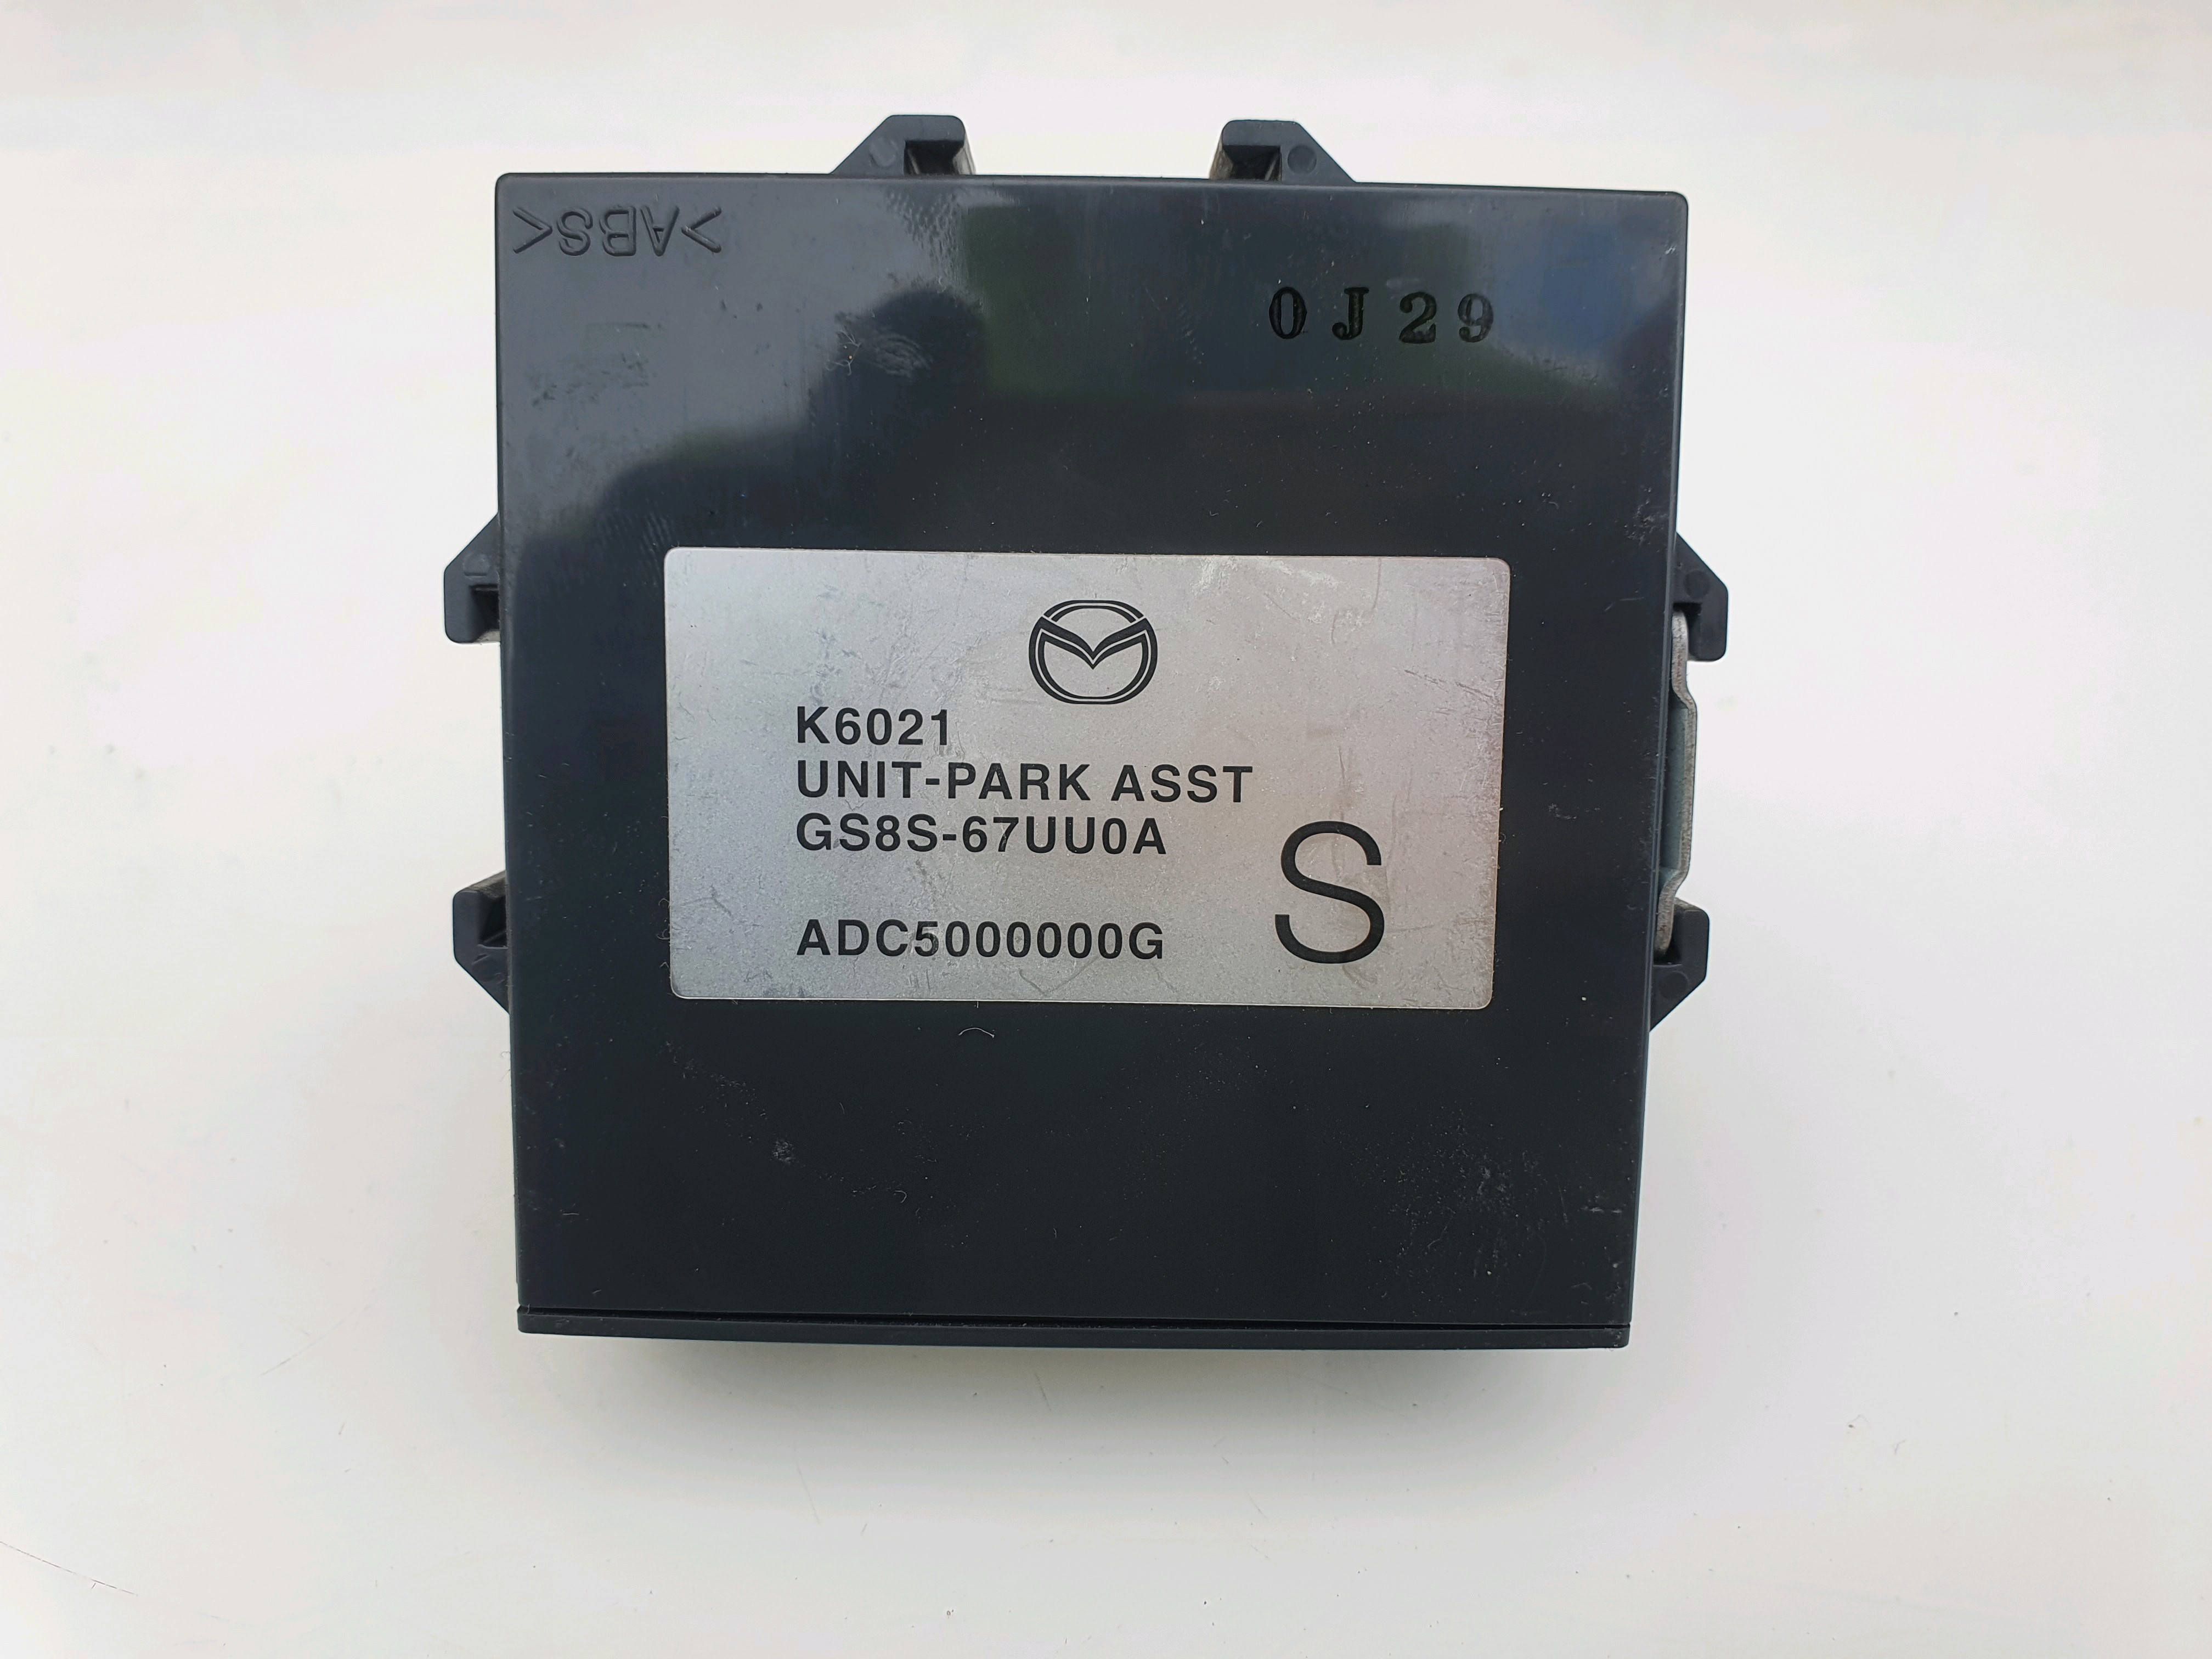 >ABS<
0J29
K6021
UNIT-PARK ASST
GS8S-67UU0A
S
ADC5000000G